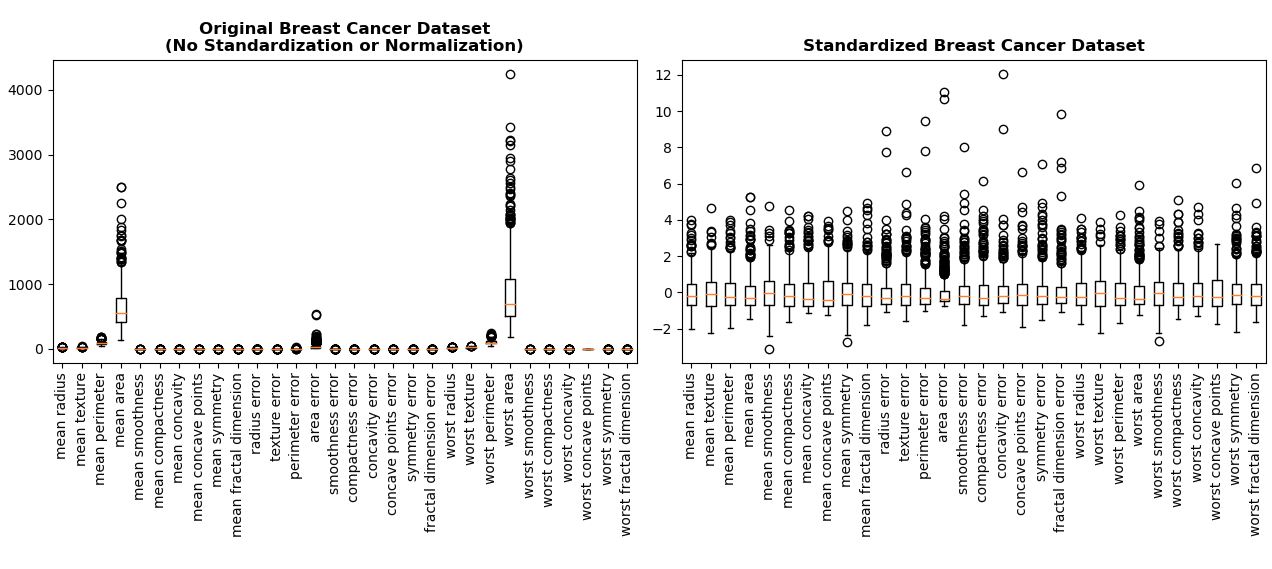 Original Breast Cancer Dataset
(No Standardization or Normalization)
4000
3000
2000
1000
0
mean radius
mean texture
mean perimeter
mean area
mean smoothness
mean compactness
mean concavity
mean concave points
mean symmetry
mean fractal dimension
radius error
texture error
perimeter error
area error
smoothness error
compactness error
concavity error
concave points error
symmetry error
fractal dimension error
worst radius
worst texture
worst perimeter
worst area
worst smoothness
worst compactness
worst concavity
worst concave points
worst symmetry
worst fractal dimension
Standardized Breast Cancer Dataset
12
10
8
6
4
2
0
−2
mean radius
mean texture
mean perimeter
mean area
mean smoothness
mean compactness
mean concavity
mean concave points
mean symmetry
mean fractal dimension
radius error
texture error
perimeter error
area error
smoothness error
compactness error
concavity error
concave points error
symmetry error
fractal dimension error
worst radius
worst texture
worst perimeter
worst area
worst smoothness
worst compactness
worst concavity
worst concave points
worst symmetry
worst fractal dimension